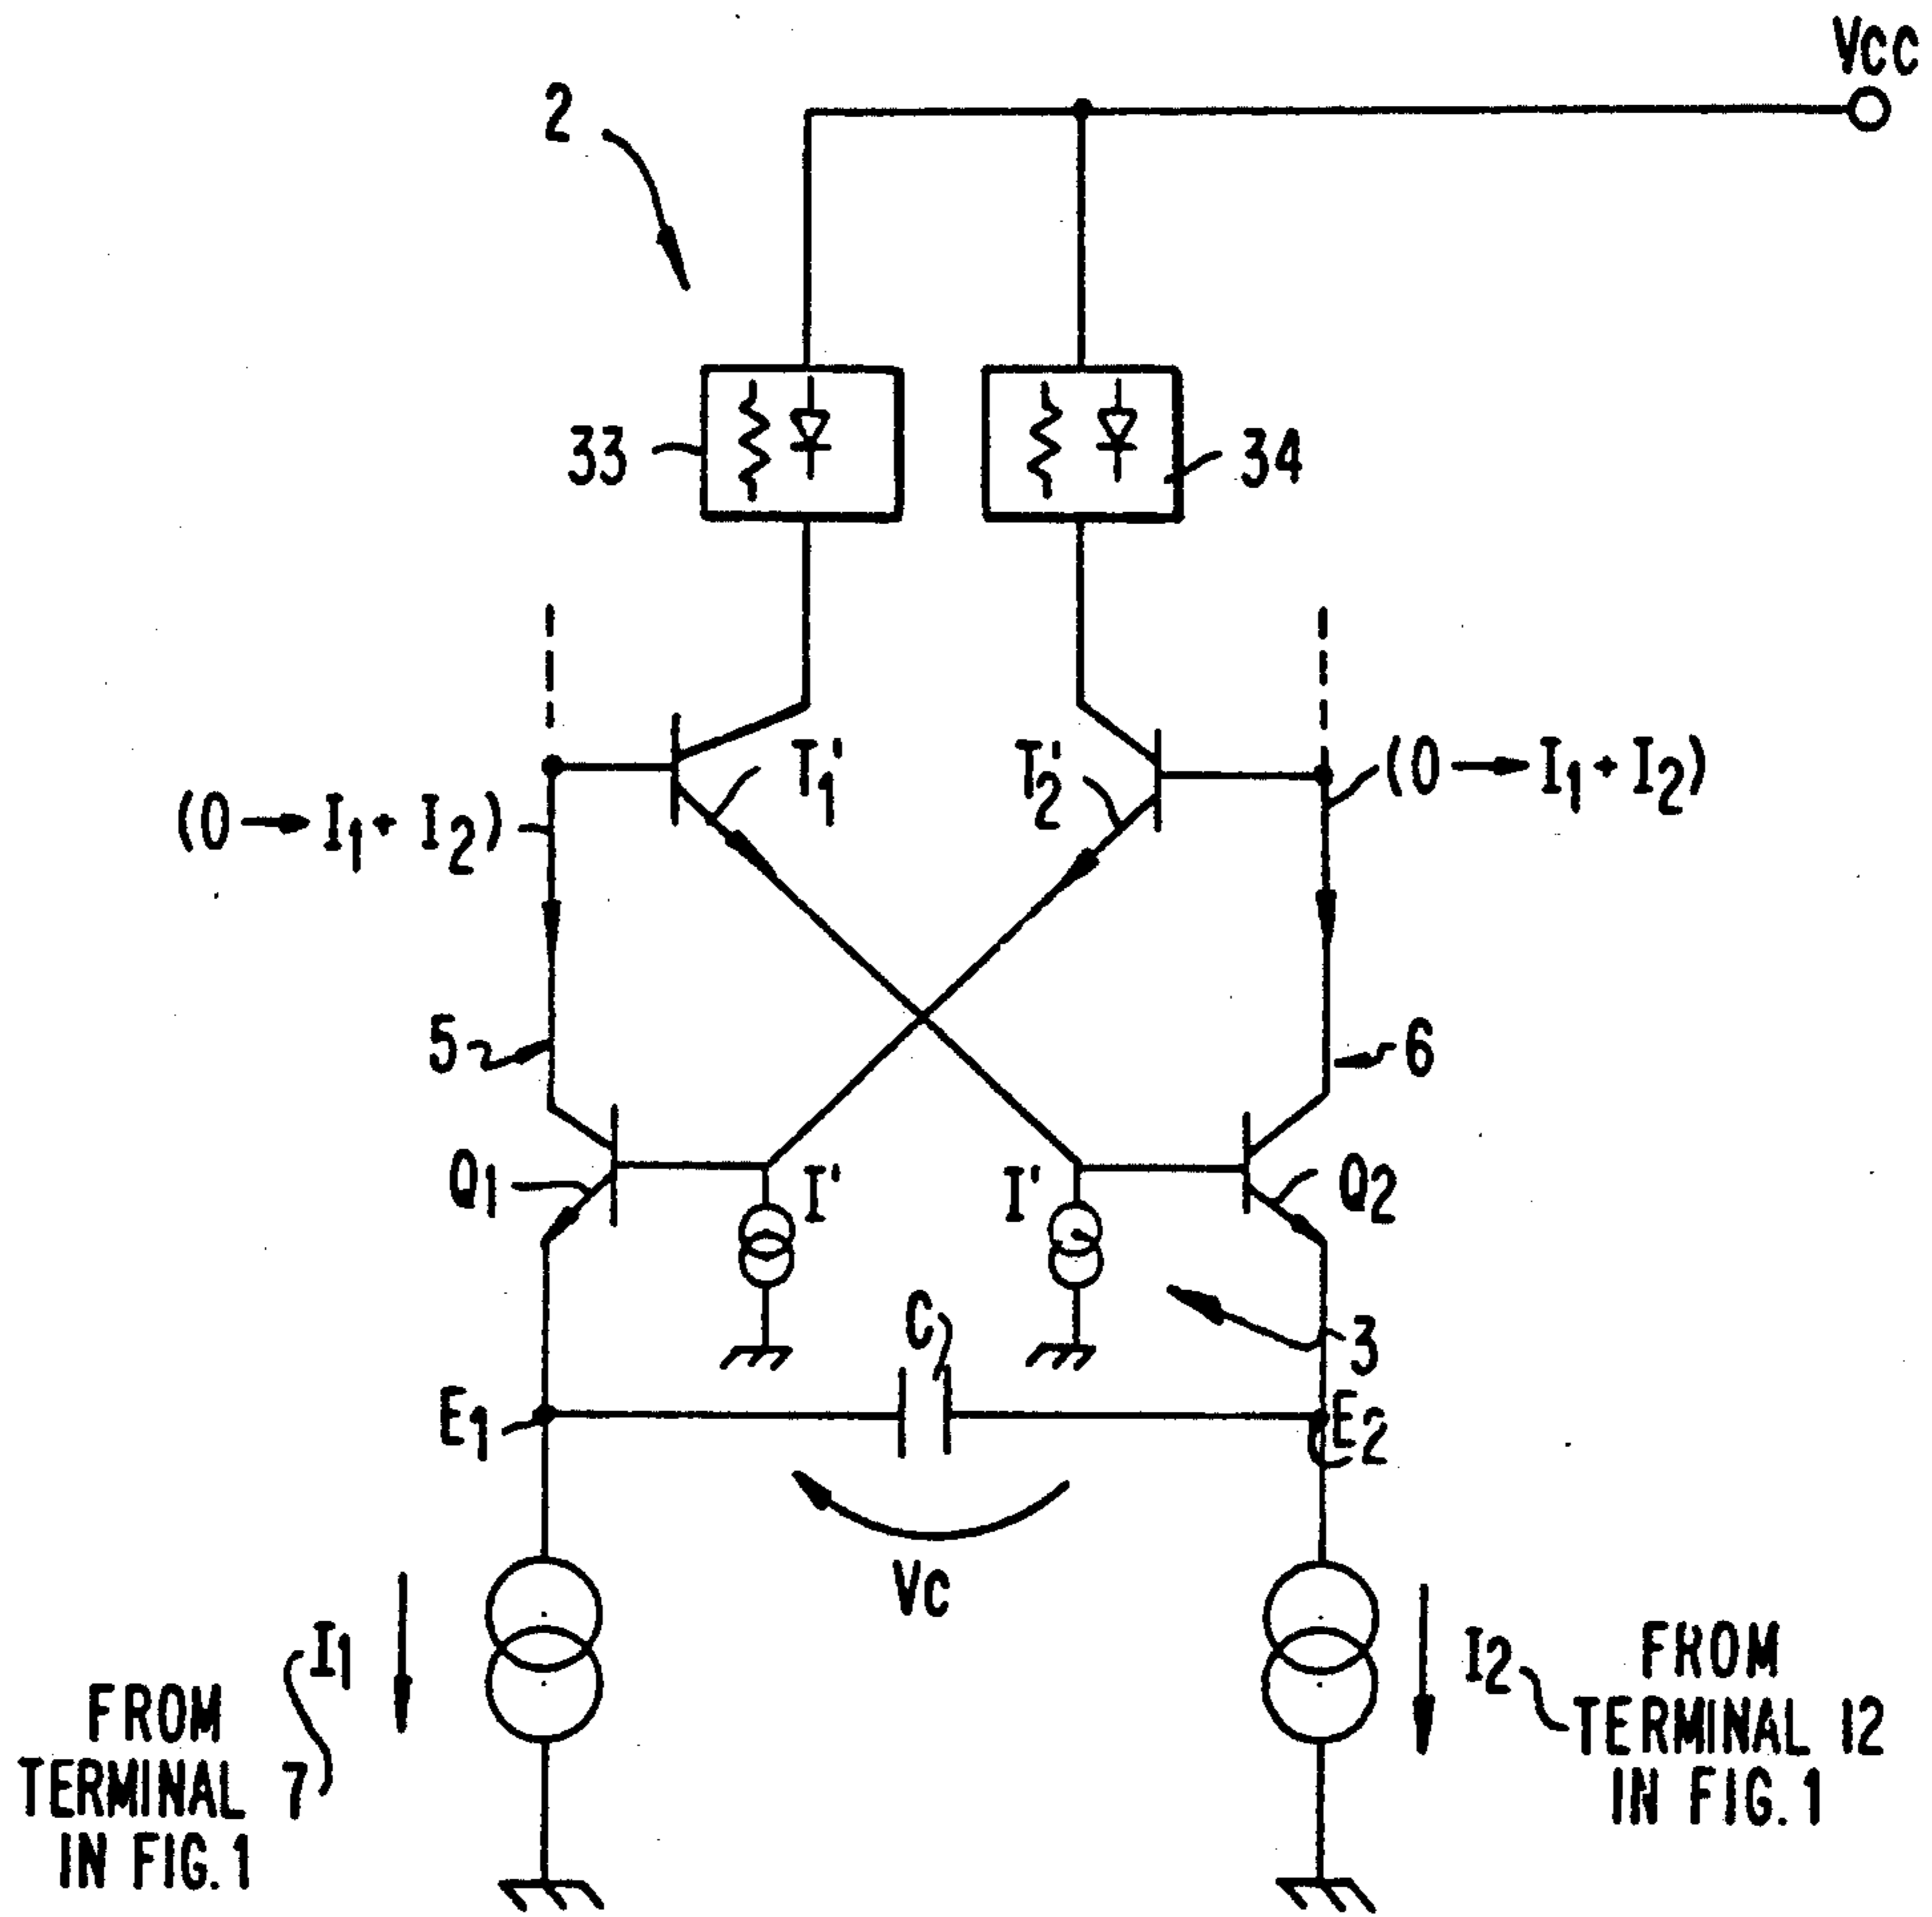 VCC
2
33
34
T1'
T2'
(0→I1+I2)
(0→I1+I2)
5
6
Q1
I'
I'
Q2
C
3
E1
E2
VC
I1
I2
FROM
TERMINAL 7
IN FIG.1
FROM
TERMINAL 12
IN FIG.1